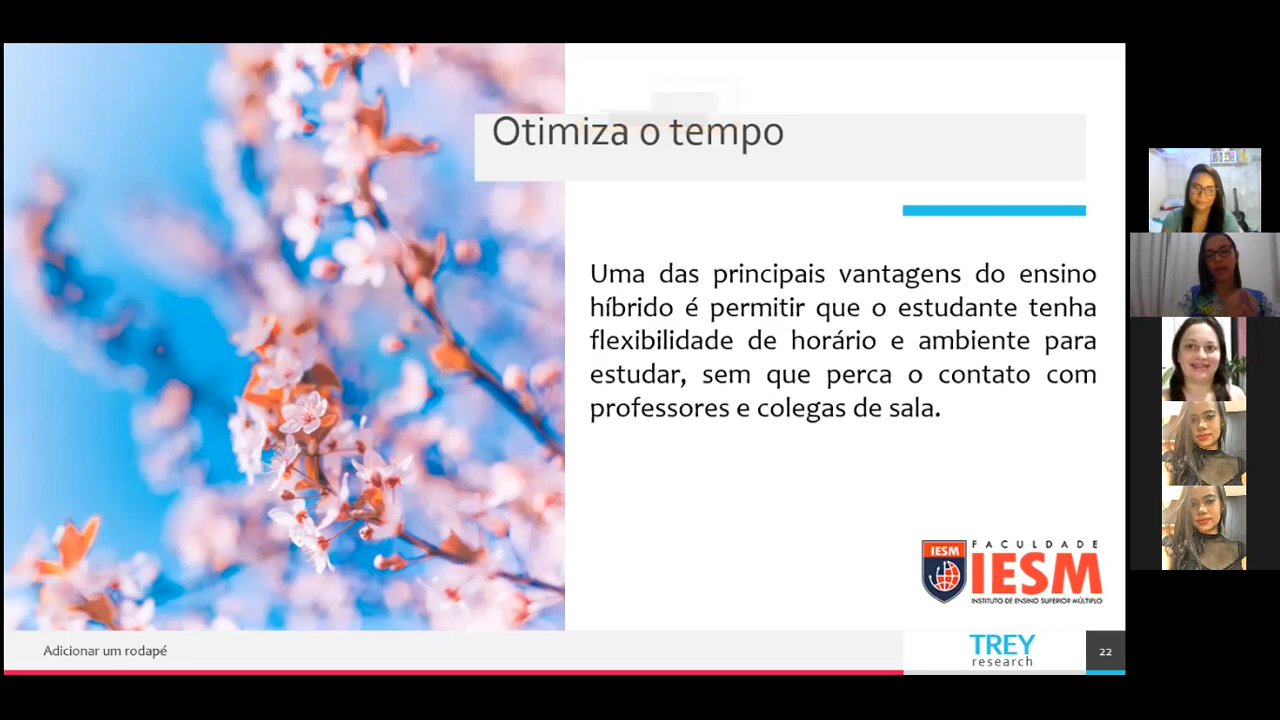 Otimiza o tempo
Uma das principais vantagens do ensino
híbrido é permitir que o estudante tenha
flexibilidade de horário e ambiente para
estudar, sem que perca o contato com
professores e colegas de sala.
IESM
FACULDADE
IESM
INSTITUTO DE ENSINO SUPERIOR MÚLTIPLO
Adicionar um rodapé
TREY
research
22